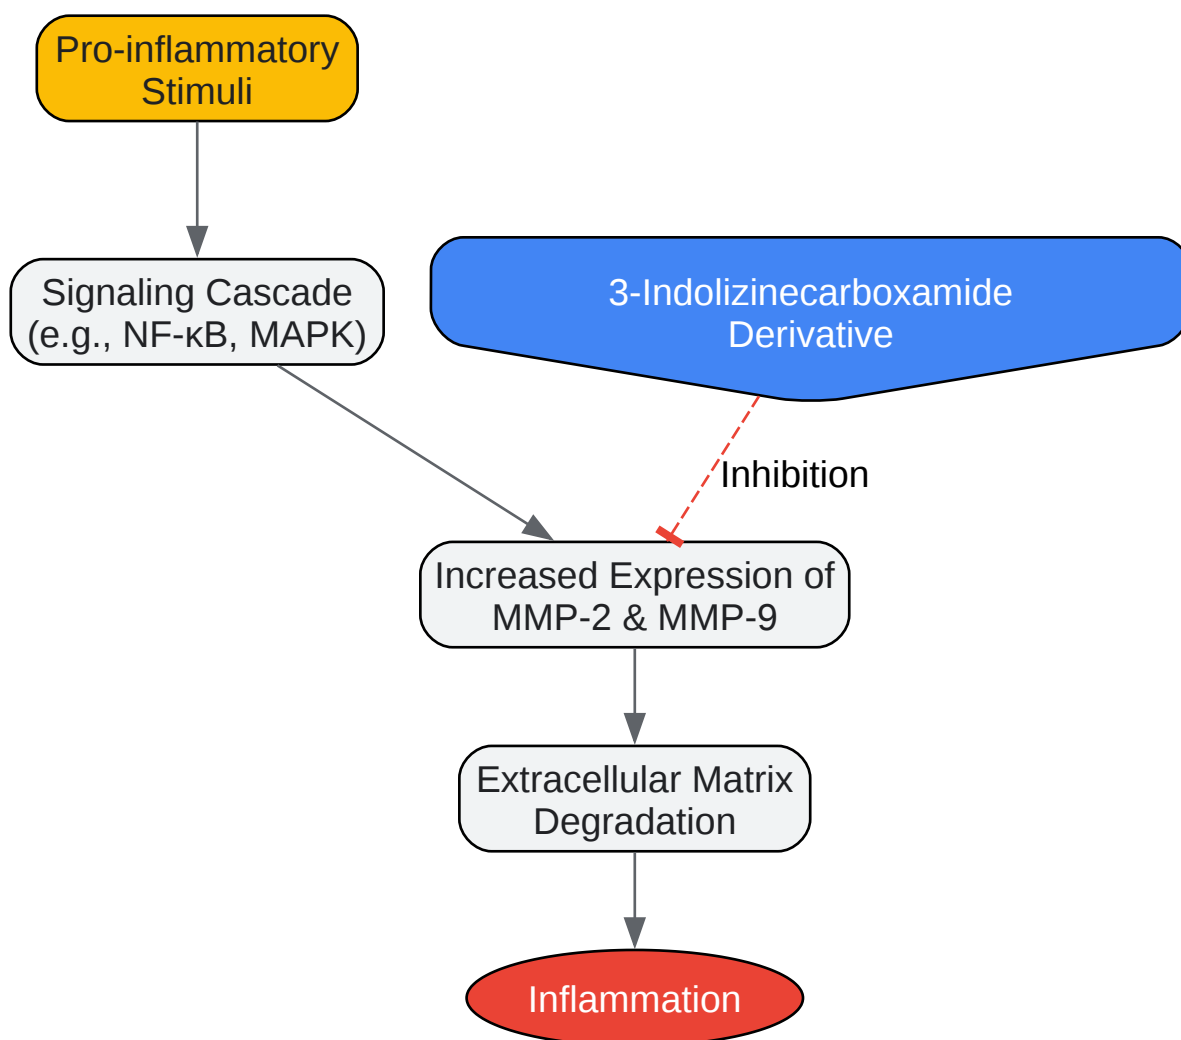 Pro-inflammatory
Stimuli
Signaling Cascade
(e.g., NF-κB, MAPK)
3-Indolizinecarboxamide
Derivative
Inhibition
Increased Expression of
MMP-2 & MMP-9
Extracellular Matrix
Degradation
Inflammation